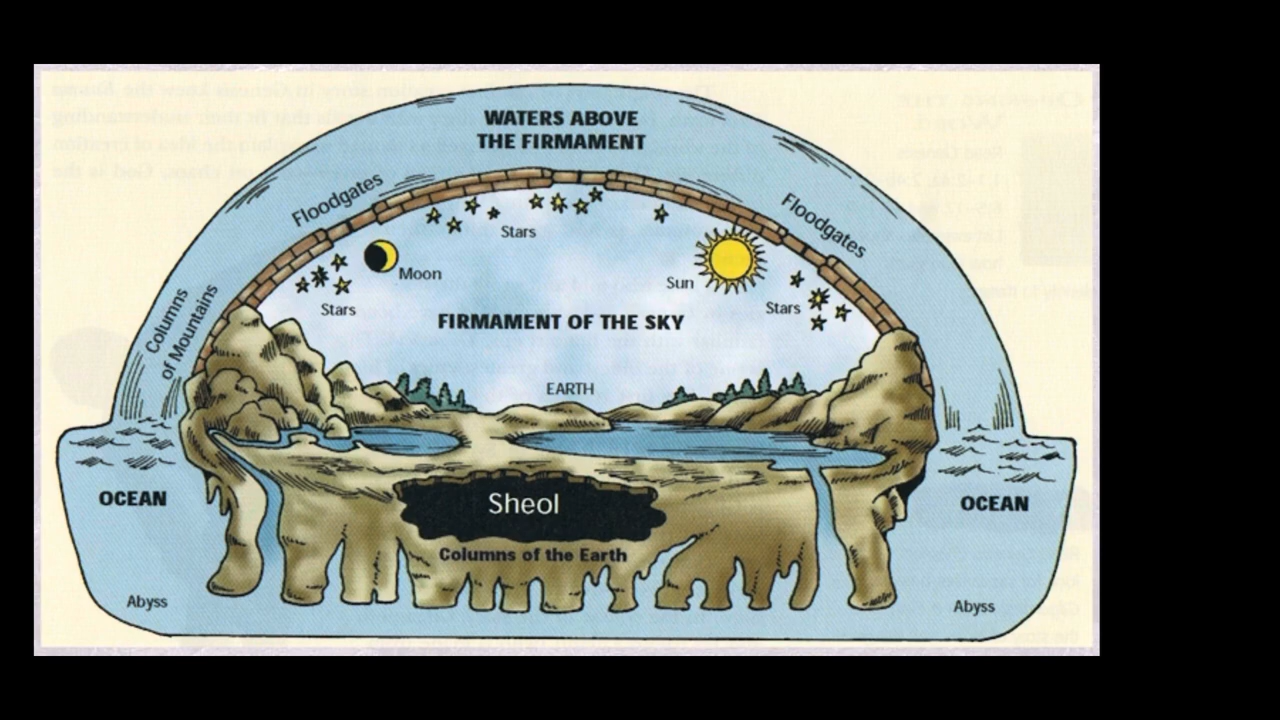 WATERS ABOVE
THE FIRMAMENT
Floodgates
Floodgates
Stars
Moon
Sun
Stars
Stars
Columns
of Mountains
FIRMAMENT OF THE SKY
EARTH
OCEAN
Sheol
OCEAN
Columns of the Earth
Abyss
Abyss